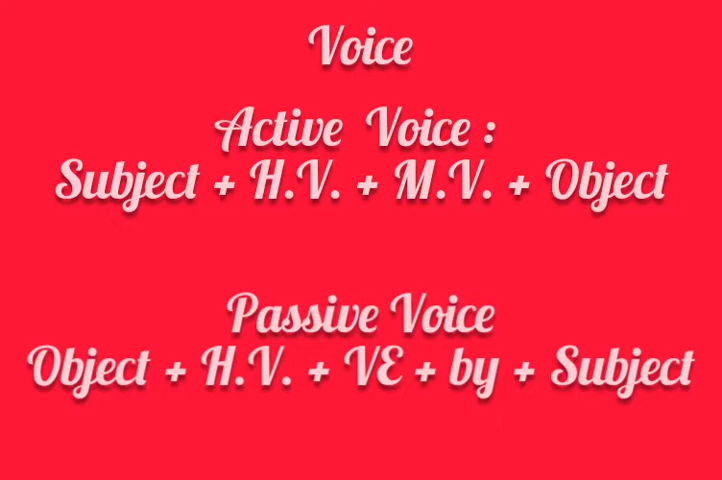 Voice
Active Voice :
Subject + H.V. + M.V. + Object
Passive Voice
Object + H.V. + VE + by + Subject